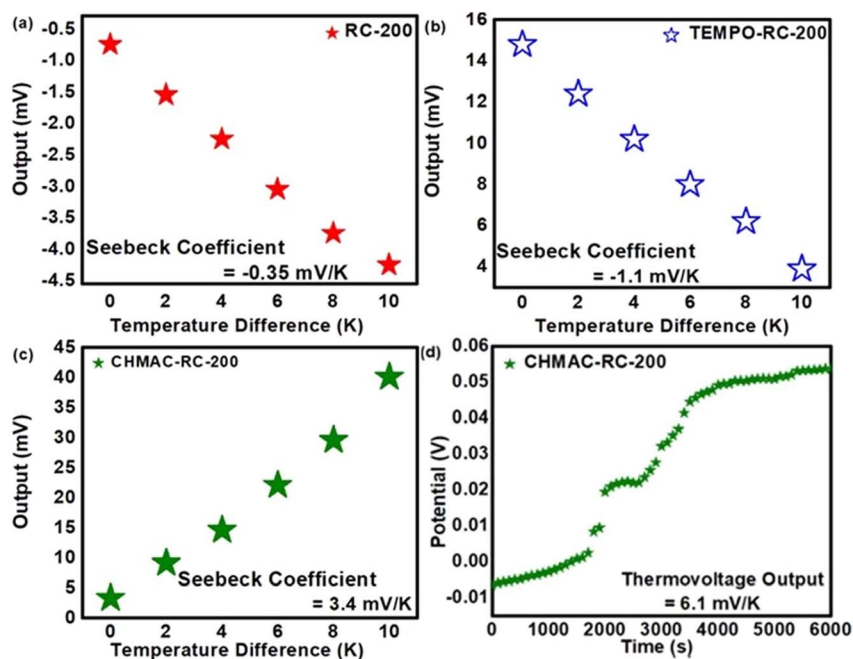 (a)
RC-200
-0.5
-1.0
-1.5
-2.0
-2.5
-3.0
-3.5
-4.0
-4.5
Output (mV)
Seebeck Coefficient
= -0.35 mV/K
0 2 4 6 8 10
Temperature Difference (K)
(b)
TEMPO-RC-200
16
14
12
10
8
6
4
Output (mV)
Seebeck Coefficient
= -1.1 mV/K
0 2 4 6 8 10
Temperature Difference (K)
(c)
CHMAC-RC-200
45
40
35
30
25
20
15
10
5
0
Output (mV)
Seebeck Coefficient
= 3.4 mV/K
0 2 4 6 8 10
Temperature Difference (K)
(d)
CHMAC-RC-200
0.06
0.05
0.04
0.03
0.02
0.01
0.00
-0.01
Potential (V)
Thermovoltage Output
= 6.1 mV/K
0 1000 2000 3000 4000 5000 6000
Time (s)